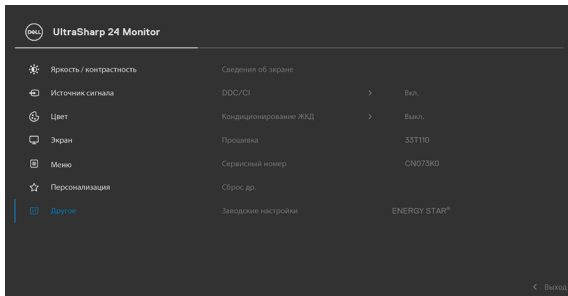 DELL UltraSharp 24 Monitor
Яркость / контрастность Сведения об экране
Источник сигнала DDC/CI > Вкл.
Цвет Кондиционирование ЖКД > Выкл.
Экран Прошивка 33T110
Меню Сервисный номер CN073K0
Персонализация Сброс др.
Другие Заводские настройки ENERGY STAR®
< Выход